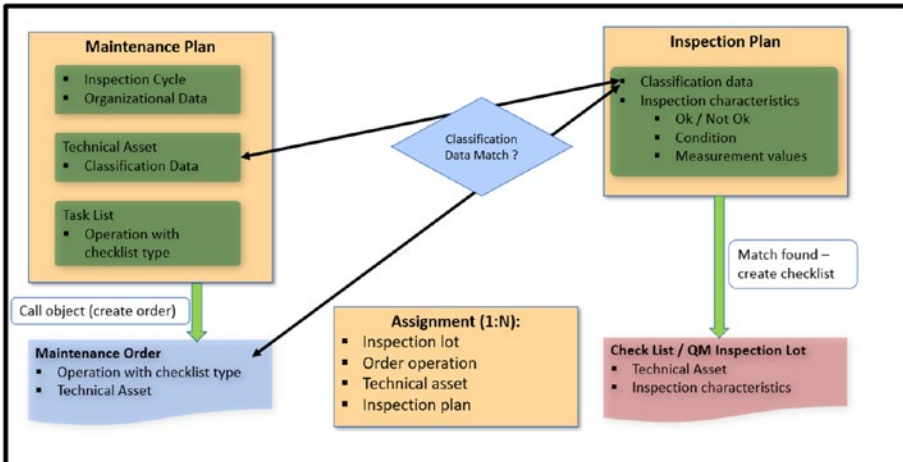 Maintenance Plan
▪ Inspection Cycle
▪ Organizational Data
Technical Asset
▪ Classification Data
Task List
▪ Operation with
checklist type
Call object (create order)
Maintenance Order
▪ Operation with checklist type
▪ Technical Asset
Classification
Data Match ?
Assignment (1:N):
▪ Inspection lot
▪ Order operation
▪ Technical asset
▪ Inspection plan
Inspection Plan
▪ Classification data
▪ Inspection characteristics
▪ Ok / Not Ok
▪ Condition
▪ Measurement values
Match found –
create checklist
Check List / QM Inspection Lot
▪ Technical Asset
▪ Inspection characteristics